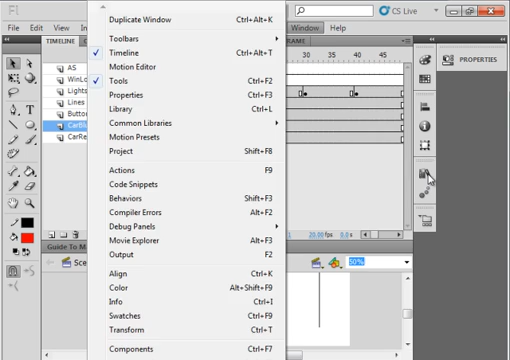 Fl
CS Live
File Edit
Window Help
Duplicate Window Ctrl+Alt+K
Toolbars
Timeline Ctrl+Alt+T
Motion Editor
Tools Ctrl+F2
Properties Ctrl+F3
Library Ctrl+L
Common Libraries
Motion Presets
Project Shift+F8
Actions F9
Code Snippets
Behaviors Shift+F3
Compiler Errors Alt+F2
Debug Panels
Movie Explorer Alt+F3
Output F2
Align Ctrl+K
Color Alt+Shift+F9
Info Ctrl+I
Swatches Ctrl+F9
Transform Ctrl+T
Components Ctrl+F7
TIMELINE
AS
WinLo
Lights
Lines
Button
CarBl
CarRe
30 35 40 45
1 20.00 fps 0.0 s
Guide To M
Sce
50%
PROPERTIES